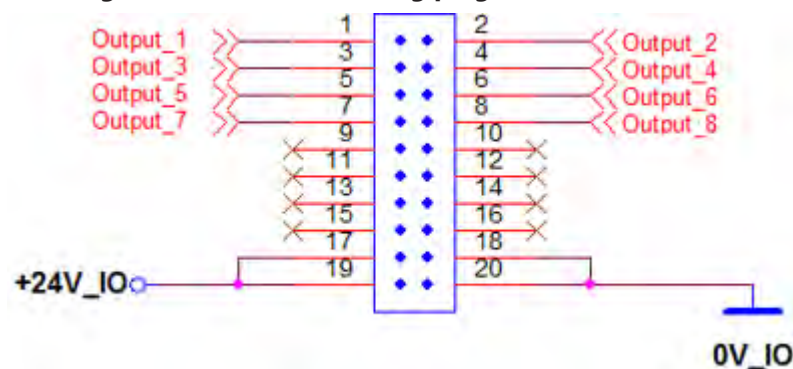 1 2
Output_1 Output_2
3 4
Output_3 Output_4
5 6
Output_5 Output_6
7 8
Output_7 Output_8
9 10
11 12
13 14
15 16
17 18
19 20
+24V_IO
0V_IO